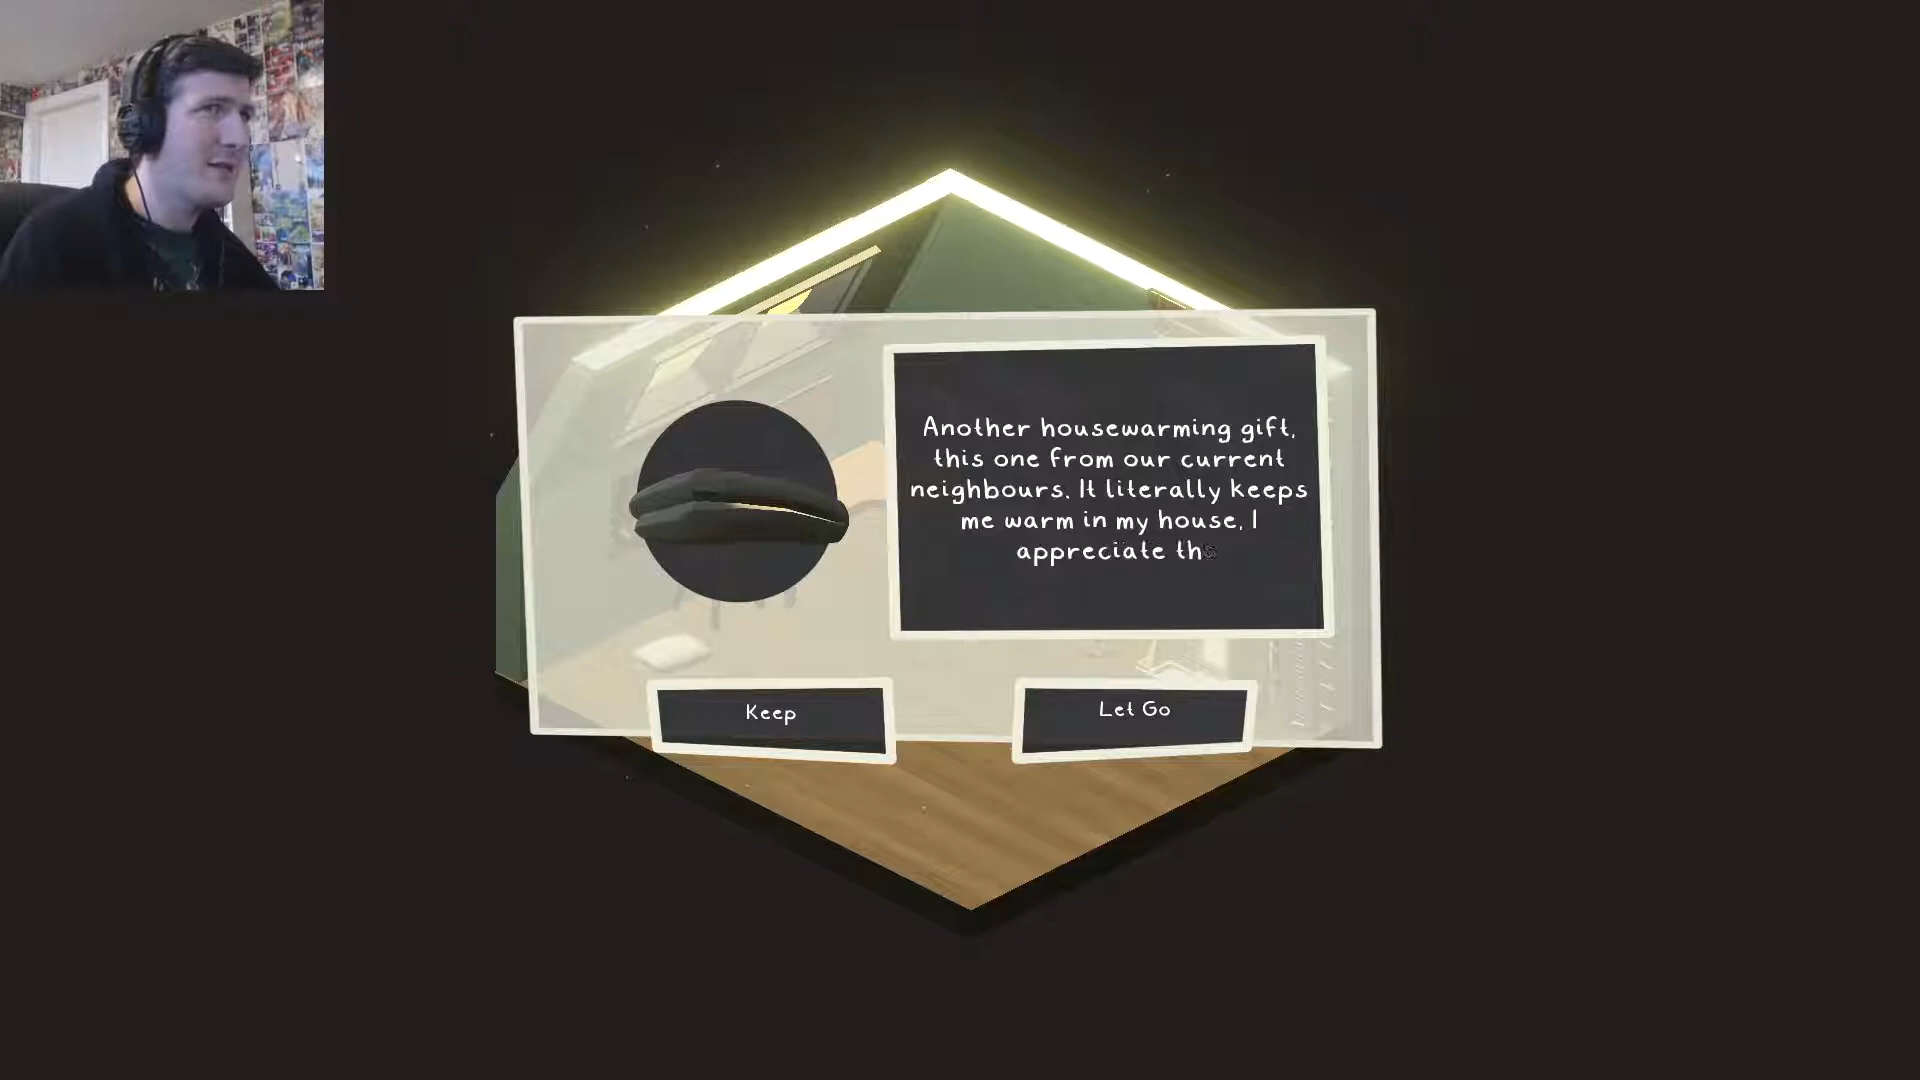 Another housewarming gift,
this one from our current
neighbours. It literally keeps
me warm in my house, I
appreciate th
Keep
Let Go